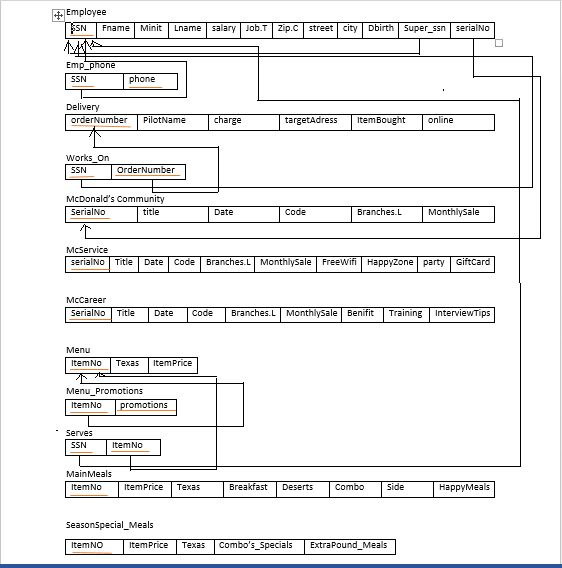 Employee
SSN Fname Minit Lname salary Job.T Zip.C street city Dbirth Super_ssn serialNo
Emp_phone
SSN phone
Delivery
orderNumber PilotName charge targetAdress ItemBought online
Works_On
SSN OrderNumber
McDonald's Community
SerialNo title Date Code Branches.L MonthlySale
McService
serialNo Title Date Code Branches.L MonthlySale FreeWifi HappyZone party GiftCard
McCareer
SerialNo Title Date Code Branches.L MonthlySale Benifit Training InterviewTips
Menu
ItemNo Texas ItemPrice
Menu_Promotions
ItemNo promotions
Serves
SSN ItemNo
MainMeals
ItemNo ItemPrice Texas Breakfast Deserts Combo Side HappyMeals
SeasonSpecial_Meals
ItemNO ItemPrice Texas Combo's_Specials ExtraPound_Meals